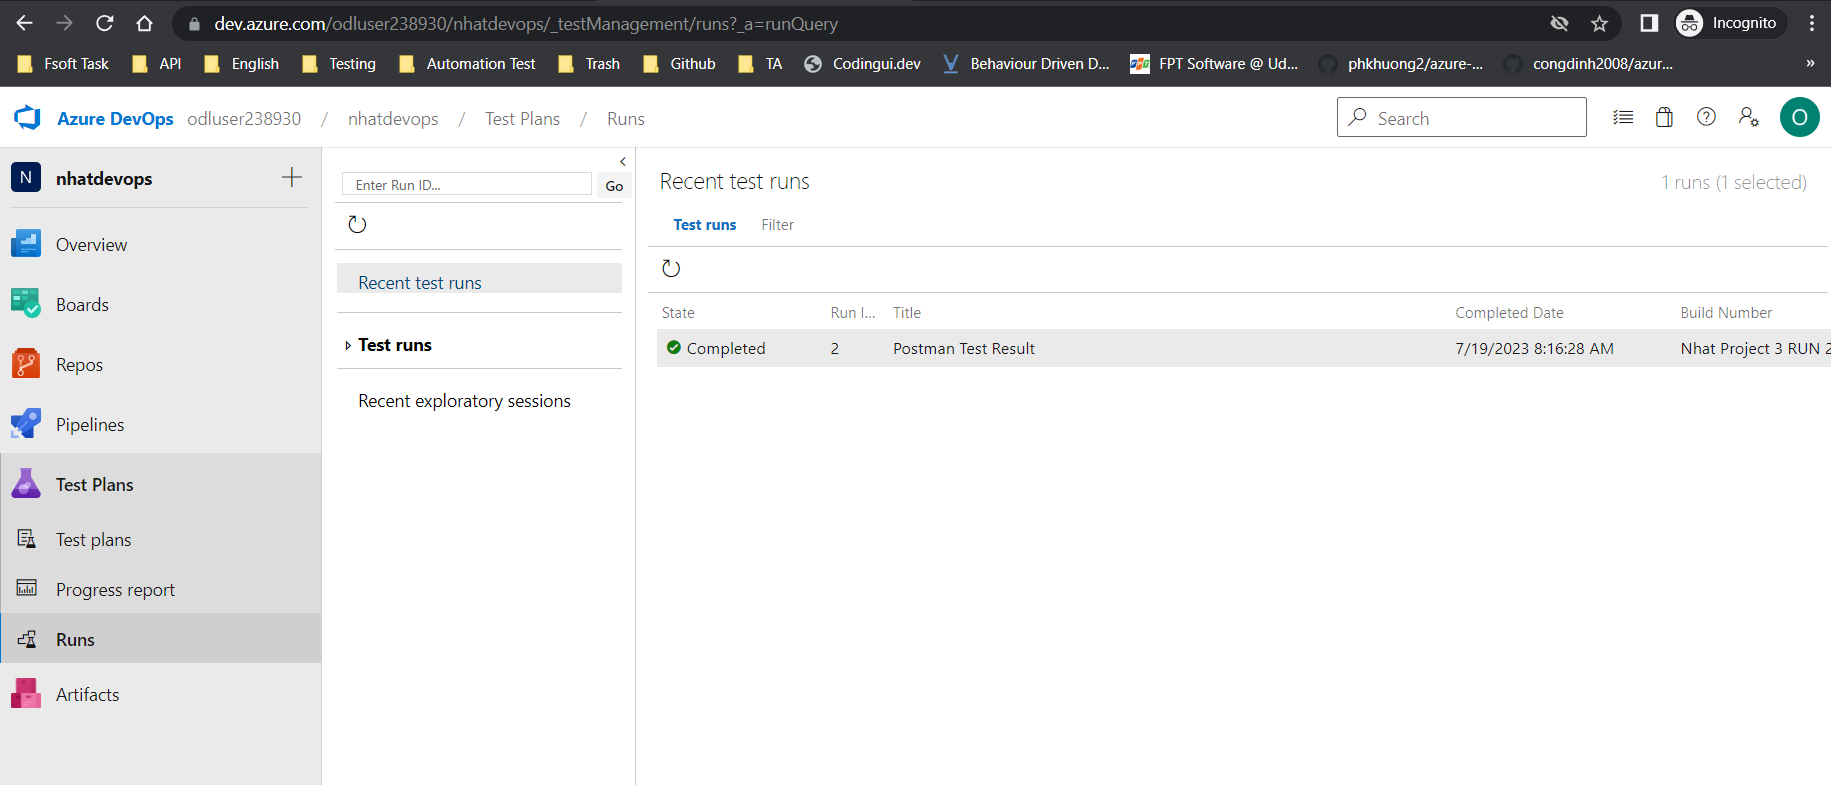 dev.azure.com/odluser238930/nhatdevops/_testManagement/runs?_a=runQuery
Incognito
Fsoft Task
API
English
Testing
Automation Test
Trash
Github
TA
Codingui.dev
Behaviour Driven D...
FPT Software @ Ud...
phkhuong2/azure-...
congdinh2008/azur...
»
Azure DevOps odluser238930 / nhatdevops / Test Plans / Runs
Search
O
N nhatdevops
Overview
Boards
Repos
Pipelines
Test Plans
Test plans
Progress report
Runs
Artifacts
Enter Run ID...
Go
Recent test runs
Test runs
Recent exploratory sessions
Recent test runs
1 runs (1 selected)
Test runs Filter
State Run I... Title Completed Date Build Number
Completed 2 Postman Test Result 7/19/2023 8:16:28 AM Nhat Project 3 RUN 2